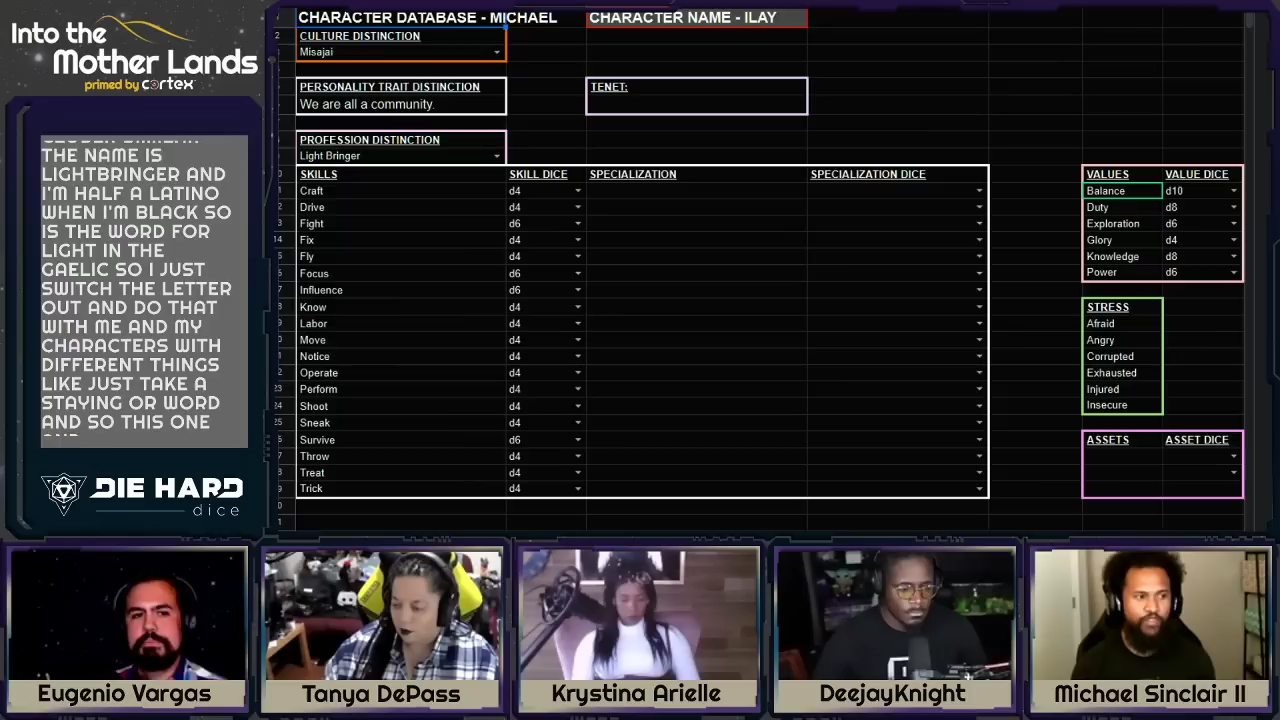 Into the
Mother Lands
primed by cortex
THE NAME IS
LIGHTBRINGER AND
I'M HALF A LATINO
WHEN I'M BLACK SO
IS THE WORD FOR
LIGHT IN THE
GAELIC SO I JUST
SWITCH THE LETTER
OUT AND DO THAT
WITH ME AND MY
CHARACTERS WITH
DIFFERENT THINGS
LIKE JUST TAKE A
STAYING OR WORD
AND SO THIS ONE
DIE HARD
dice
CHARACTER DATABASE - MICHAEL
CHARACTER NAME - ILAY
CULTURE DISTINCTION
Misajai
PERSONALITY TRAIT DISTINCTION
We are all a community.
TENET:
PROFESSION DISTINCTION
Light Bringer
SKILLS SKILL DICE SPECIALIZATION SPECIALIZATION DICE
Craft d4
Drive d4
Fight d6
Fix d4
Fly d4
Focus d6
Influence d6
Know d4
Labor d4
Move d4
Notice d4
Operate d4
Perform d4
Shoot d4
Sneak d4
Survive d6
Throw d4
Treat d4
Trick d4
VALUES VALUE DICE
Balance d10
Duty d8
Exploration d6
Glory d4
Knowledge d8
Power d6
STRESS
Afraid
Angry
Corrupted
Exhausted
Injured
Insecure
ASSETS ASSET DICE
Eugenio Vargas
Tanya DePass
Krystina Arielle
DeejayKnight
Michael Sinclair II